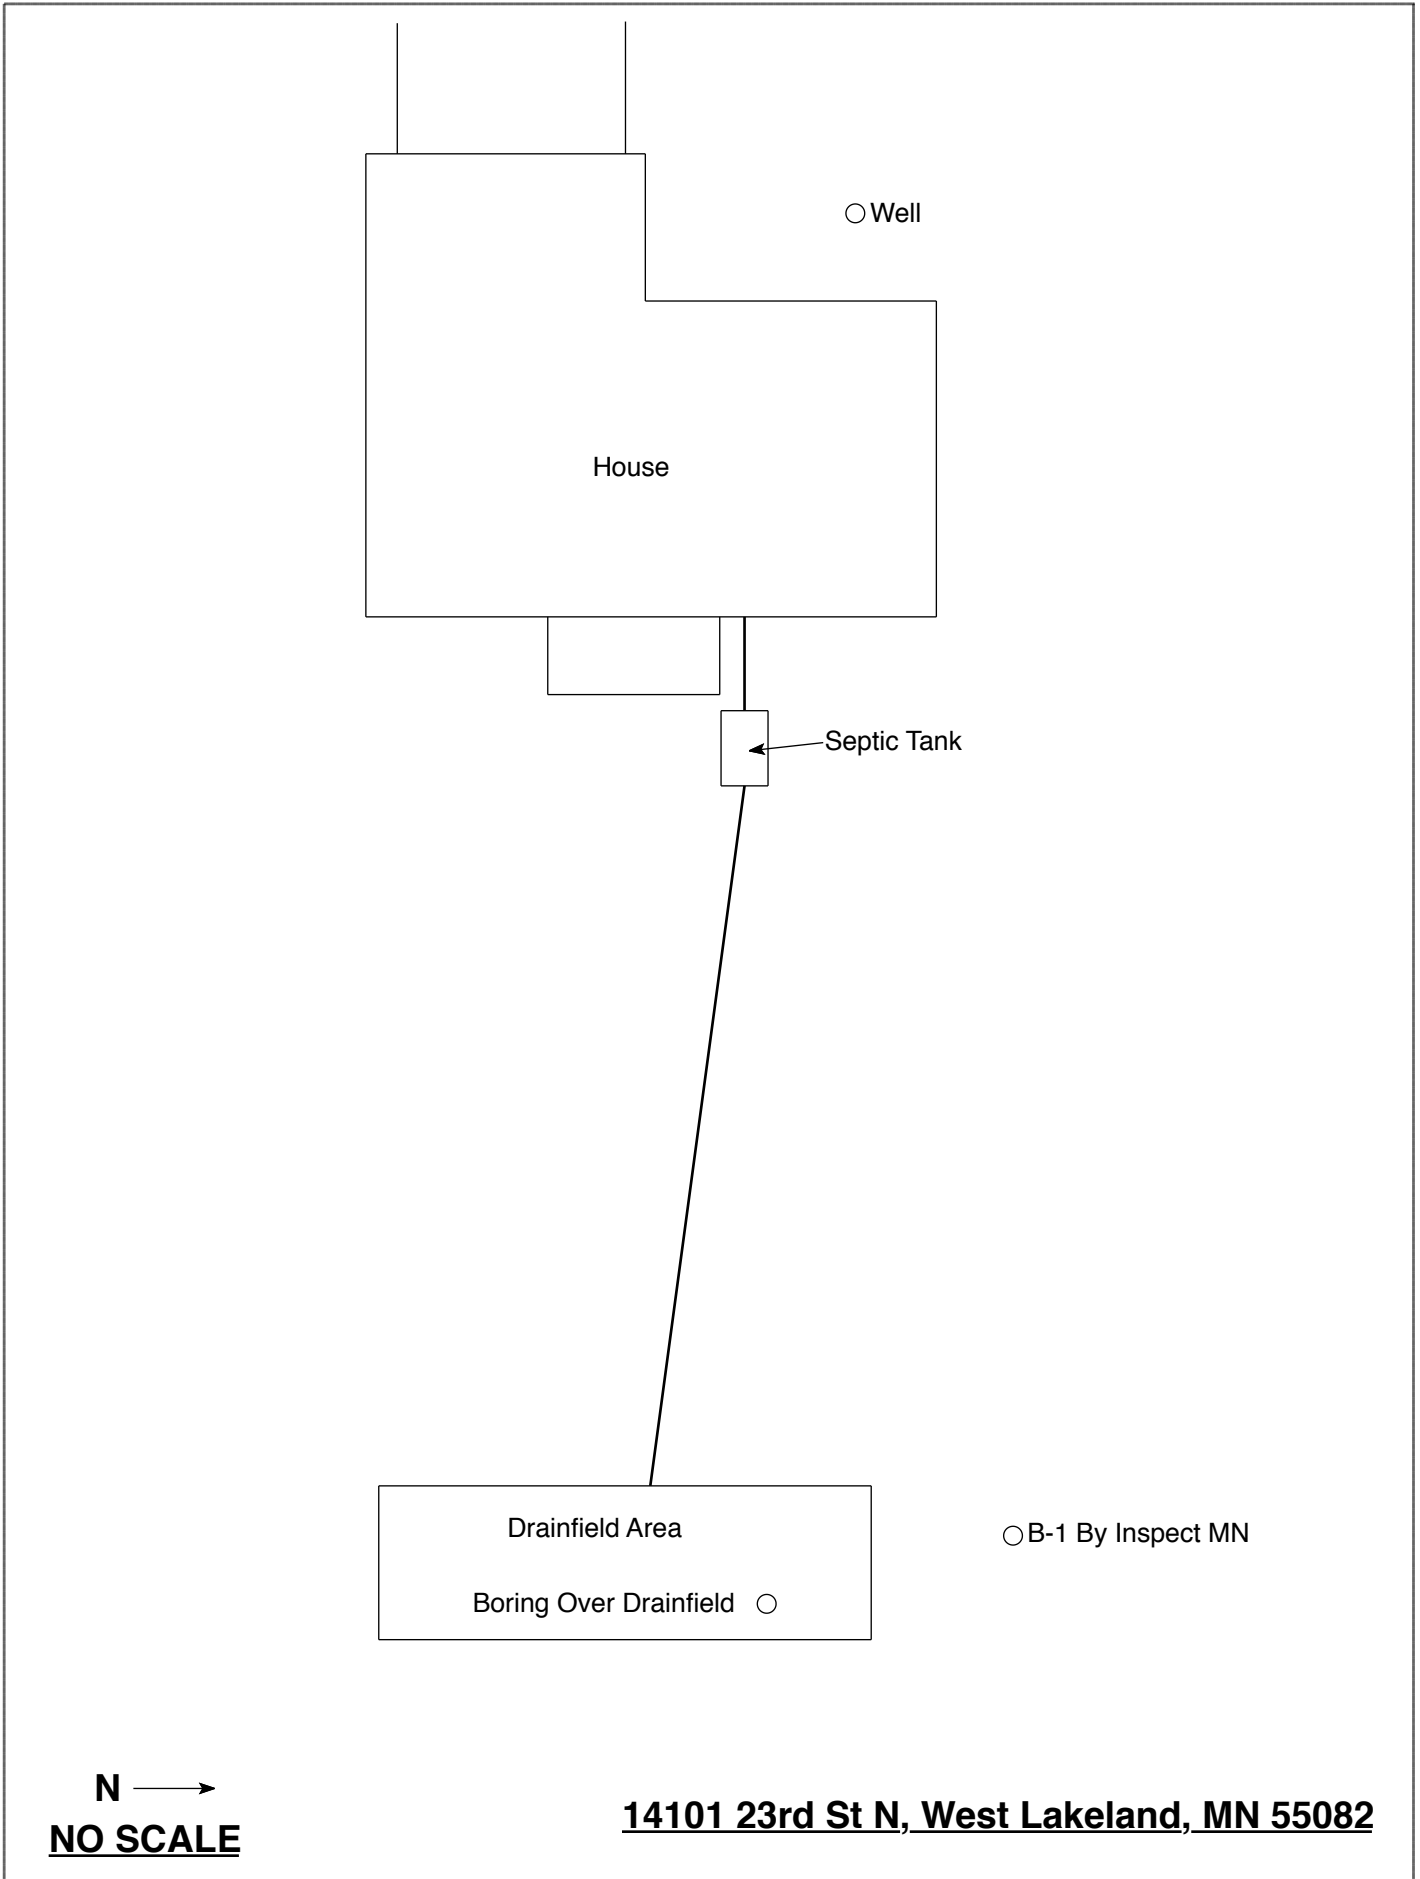 Well
House
Septic Tank
Drainfield Area
B-1 By Inspect MN
Boring Over Drainfield
N
NO SCALE
14101 23rd St N, West Lakeland, MN 55082